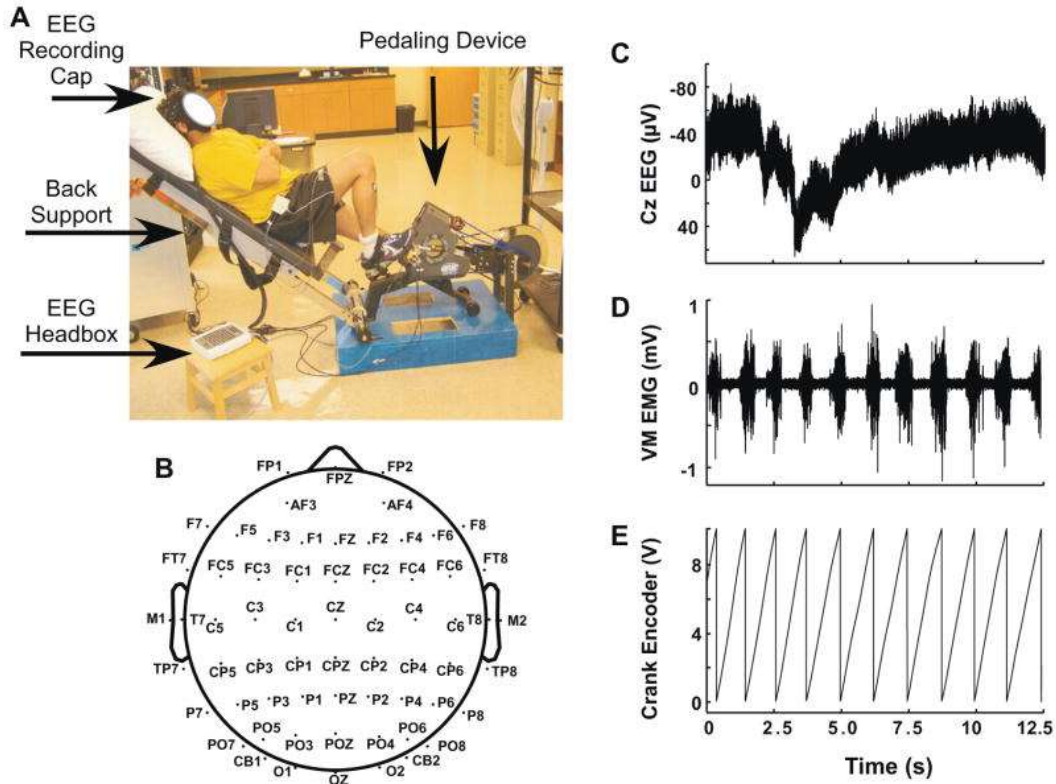 A
EEG
Recording
Cap
Pedaling Device
Back
Support
EEG
Headbox
B
FP1 FPZ FP2
AF3 AF4
F7 F5 F3 F1 FZ F2 F4 F6 F8
FT7 FC5 FC3 FC1 FCZ FC2 FC4 FC6 FT8
M1 T7 C5 C3 C1 CZ C2 C4 C6 T8 M2
TP7 CP5 CP3 CP1 CPZ CP2 CP4 CP6 TP8
P7 P5 P3 P1 PZ P2 P4 P6 P8
PO7 PO5 PO3 POZ PO4 PO6 PO8
CB1 O1 OZ O2 CB2
C
Cz EEG (µV)
-80
-40
0
40
D
VM EMG (mV)
1
0
-1
E
Crank Encoder (V)
8
4
0
0 2.5 5.0 7.5 10 12.5
Time (s)